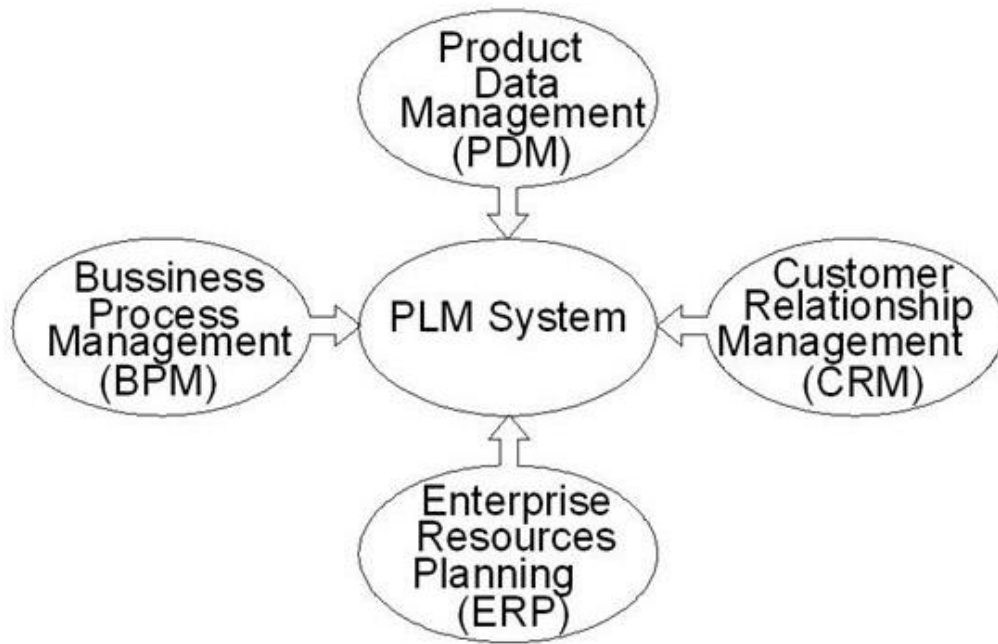 Product
Data
Management
(PDM)
Bussiness
Process
Management
(BPM)
PLM System
Customer
Relationship
Management
(CRM)
Enterprise
Resources
Planning
(ERP)